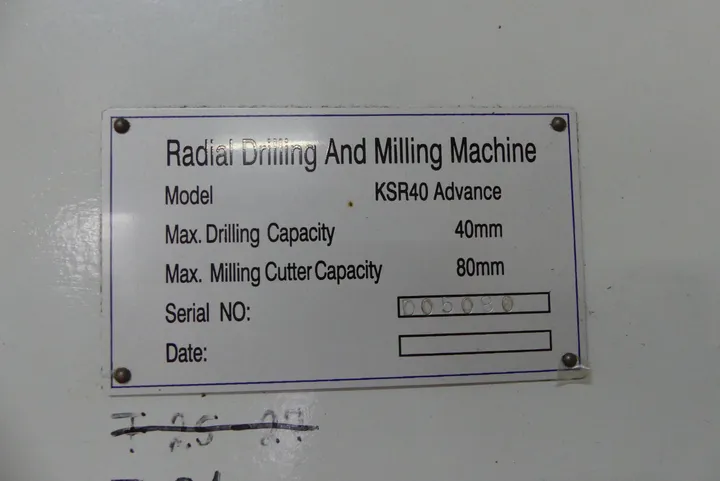 Radial Drilling And Milling Machine
Model KSR40 Advance
Max. Drilling Capacity 40mm
Max. Milling Cutter Capacity 80mm
Serial NO:
Date: